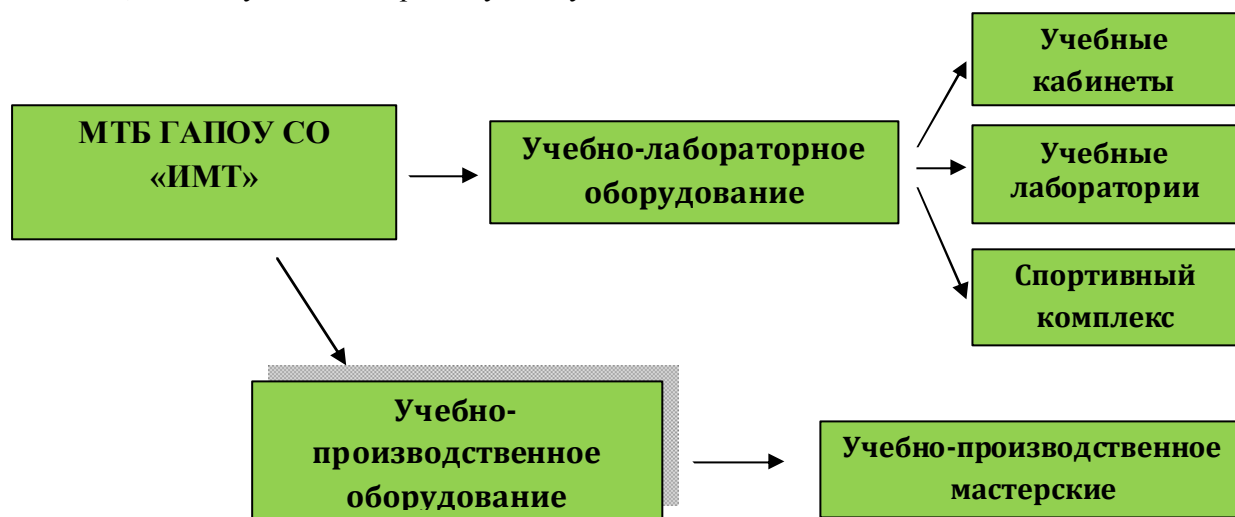 Учебные
кабинеты
МТБ ГАПОУ СО
«ИМТ»
Учебно-лабораторное
оборудование
Учебные
лаборатории
Спортивный
комплекс
Учебно-
производственное
оборудование
Учебно-производственное
мастерские